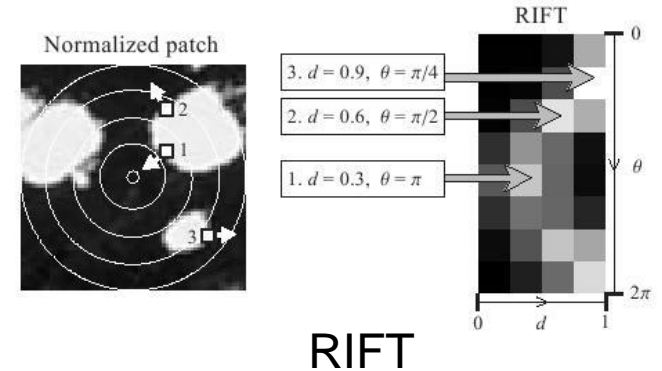 RIFT
Normalized patch
0
3. d = 0.9, θ = π/4
2
2. d = 0.6, θ = π/2
1
θ
1. d = 0.3, θ = π
3
2π
0 d 1
RIFT